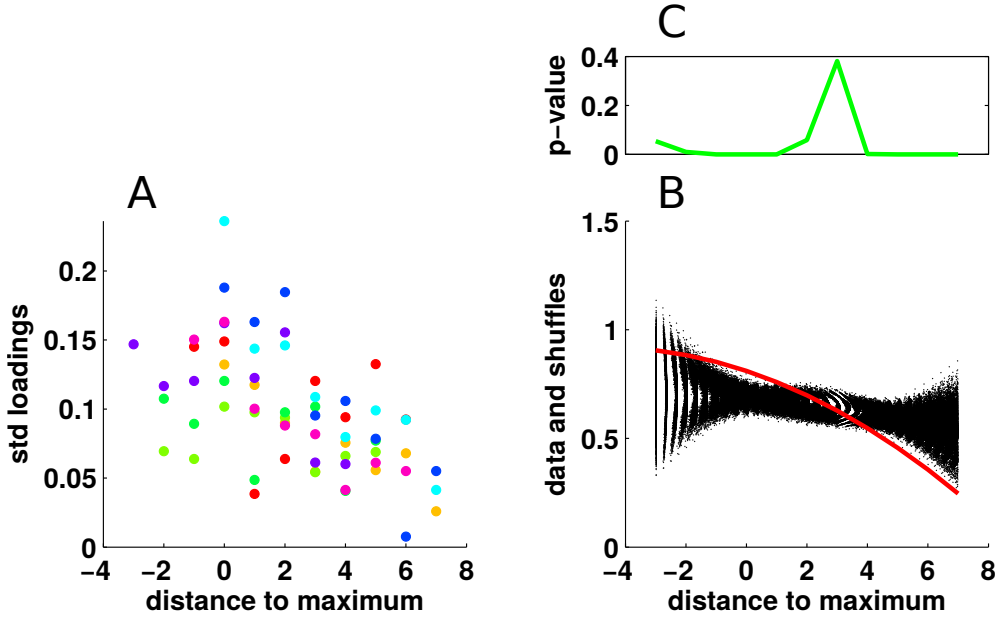 C
p-value
0.4
0.2
0
A
std loadings
0.2
0.15
0.1
0.05
0
−4 −2 0 2 4 6 8
distance to maximum
B
data and shuffles
1.5
1
0.5
0
−4 −2 0 2 4 6 8
distance to maximum